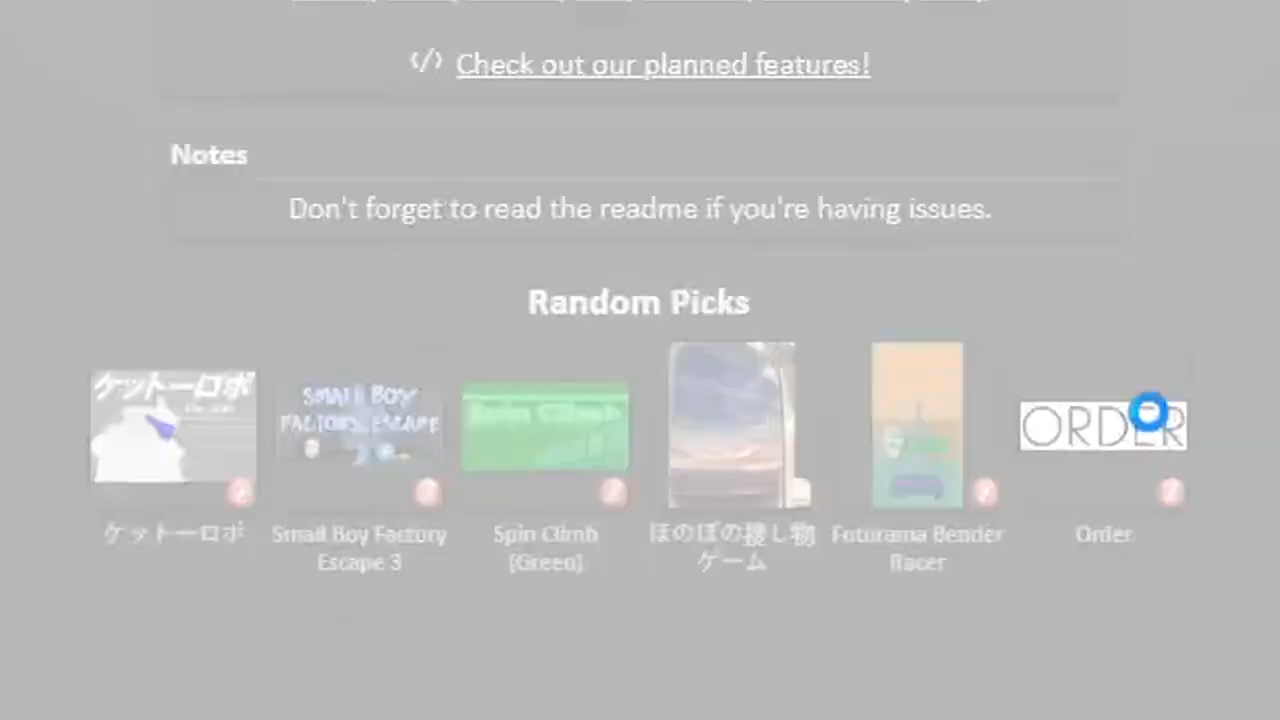 Check out our planned features!
Notes
Don't forget to read the readme if you're having issues.
Random Picks
ケットーロボ
SMALL BOY
FACTORY ESCAPE
Spin Climb
ORDER
ケットーロボ
Small Boy Factory
Escape 3
Spin Climb
(Green)
ほのぼの捜し物
ゲーム
Futurama Bender
Racer
Order